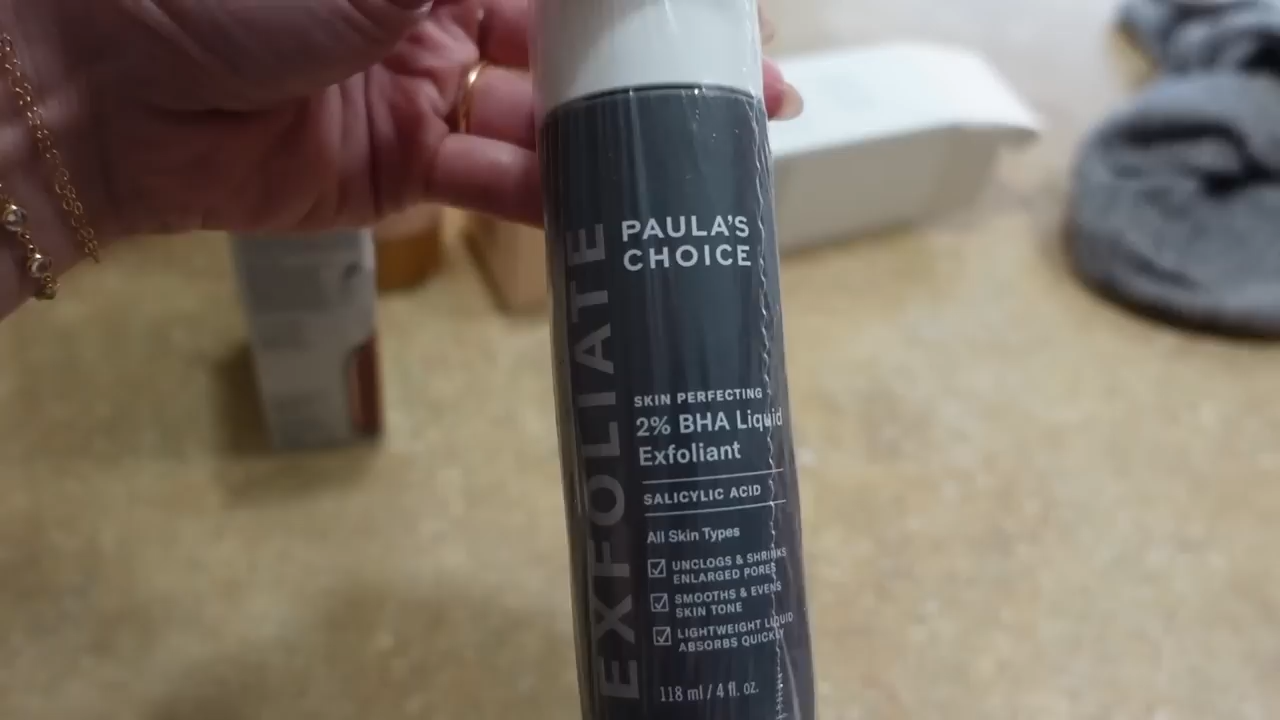 EXFOLIATE
PAULA'S
CHOICE
SKIN PERFECTING
2% BHA Liquid
Exfoliant
SALICYLIC ACID
All Skin Types
UNCLOGS & SHRINKS
ENLARGED PORES
SMOOTHS & EVENS
SKIN TONE
LIGHTWEIGHT LIQUID
ABSORBS QUICKLY
118 ml / 4 fl. oz.